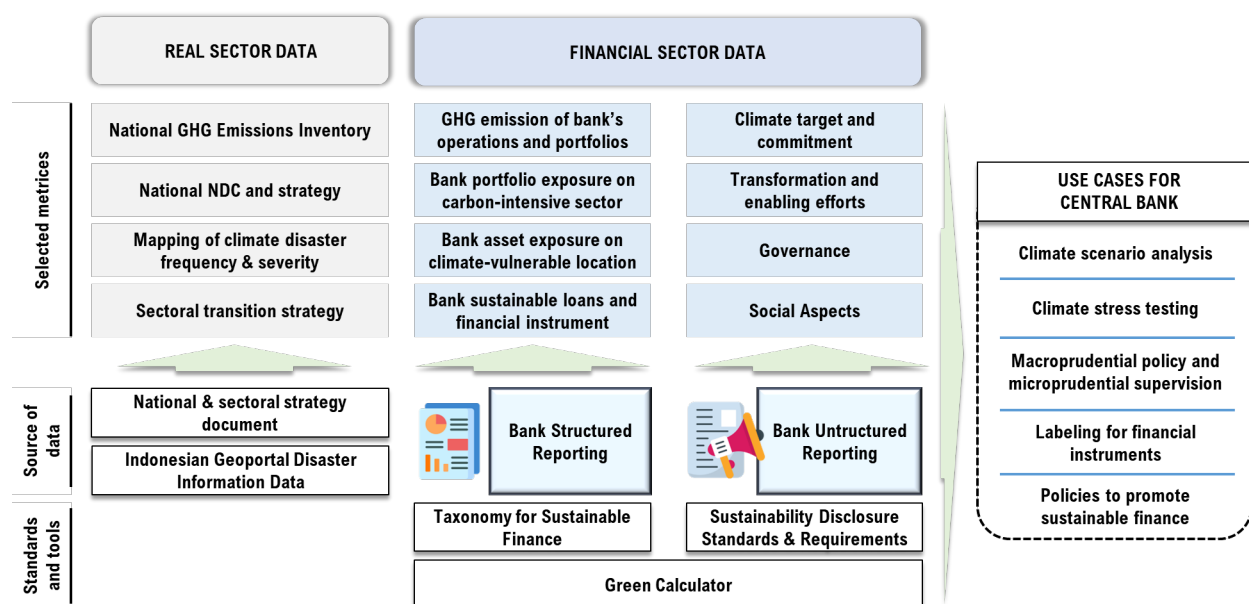 REAL SECTOR DATA
FINANCIAL SECTOR DATA
Selected metrices
National GHG Emissions Inventory
National NDC and strategy
Mapping of climate disaster
frequency & severity
Sectoral transition strategy
GHG emission of bank's
operations and portfolios
Bank portfolio exposure on
carbon-intensive sector
Bank asset exposure on
climate-vulnerable location
Bank sustainable loans and
financial instrument
Climate target and
commitment
Transformation and
enabling efforts
Governance
Social Aspects
Source of
data
National & sectoral strategy
document
Indonesian Geoportal Disaster
Information Data
Bank Structured
Reporting
Bank Untructured
Reporting
Standards
and tools
Taxonomy for Sustainable
Finance
Sustainability Disclosure
Standards & Requirements
Green Calculator
USE CASES FOR
CENTRAL BANK
Climate scenario analysis
Climate stress testing
Macroprudential policy and
microprudential supervision
Labeling for financial
instruments
Policies to promote
sustainable finance